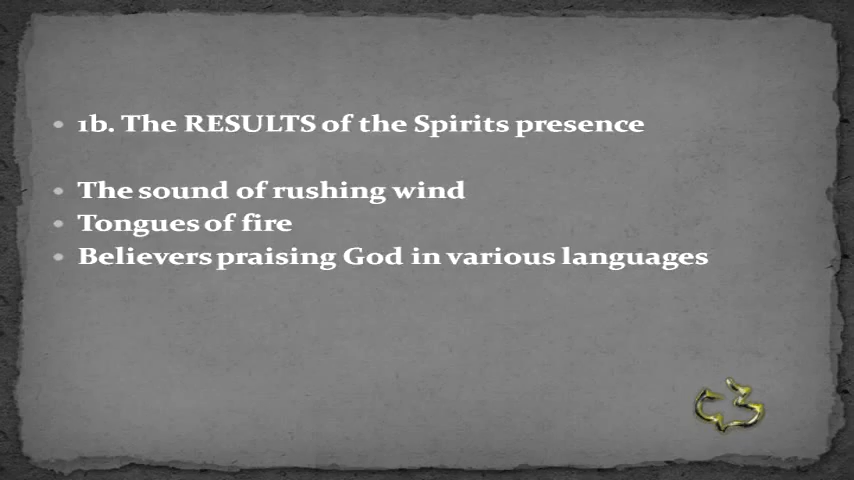 • 1b. The RESULTS of the Spirits presence
• The sound of rushing wind
• Tongues of fire
• Believers praising God in various languages
C3